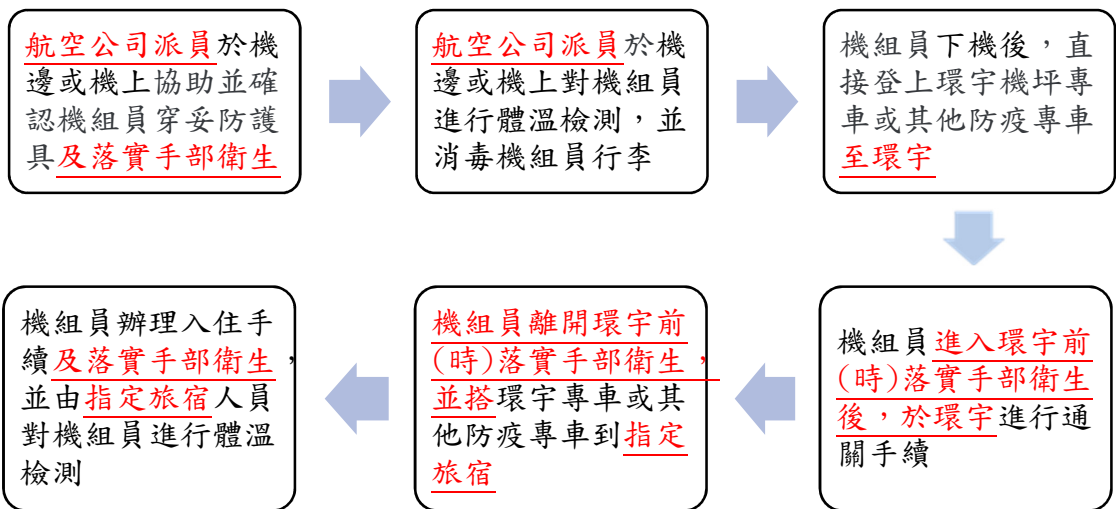 航空公司派員於機
邊或機上協助並確
認機組員穿妥防護
具及落實手部衛生
航空公司派員於機
邊或機上對機組員
進行體溫檢測，並
消毒機組員行李
機組員下機後，直
接登上環宇機坪專
車或其他防疫專車
至環宇
機組員進入環宇前
(時)落實手部衛生
後，於環宇進行通
關手續
機組員離開環宇前
(時)落實手部衛生，
並搭環宇專車或其
他防疫專車到指定
旅宿
機組員辦理入住手
續及落實手部衛生，
並由指定旅宿人員
對機組員進行體溫
檢測